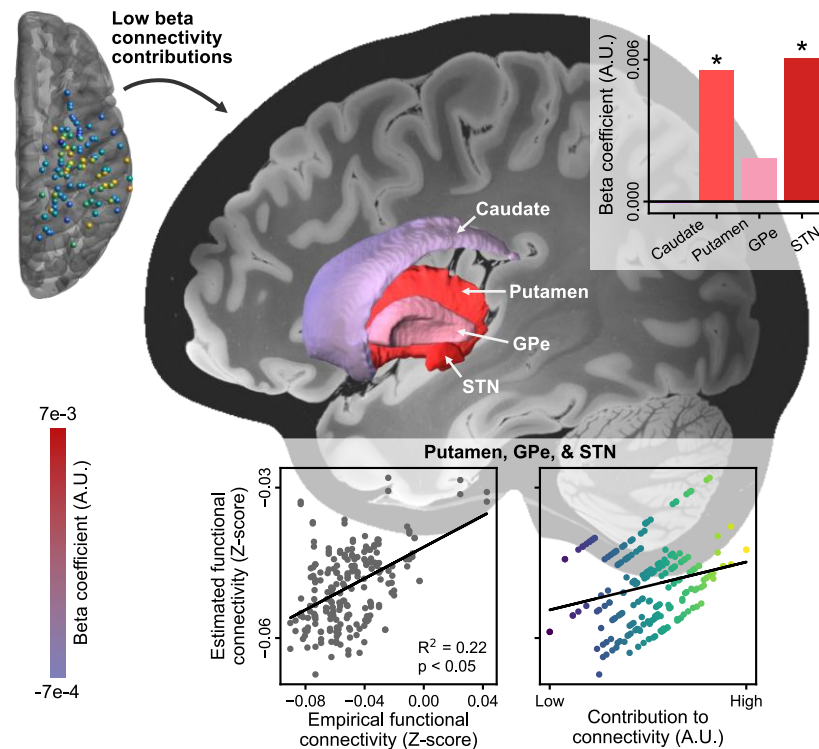 Low beta
connectivity
contributions
0.006
0.000
Beta coefficient (A.U.)
*
*
Caudate
Putamen
GPe
STN
Caudate
Putamen
GPe
STN
7e-3
Beta coefficient (A.U.)
-7e-4
Putamen, GPe, & STN
−0.03
−0.06
Estimated functional
connectivity (Z-score)
R² = 0.22
p < 0.05
−0.08
−0.04
0.00
0.04
Empirical functional
connectivity (Z-score)
Low
High
Contribution to
connectivity (A.U.)